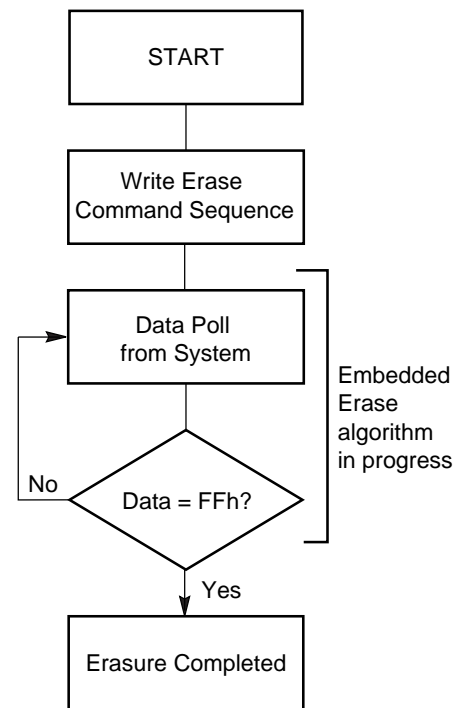 START
Write Erase
Command Sequence
Data Poll
from System
Embedded
Erase
algorithm
in progress
No
Data = FFh?
Yes
Erasure Completed